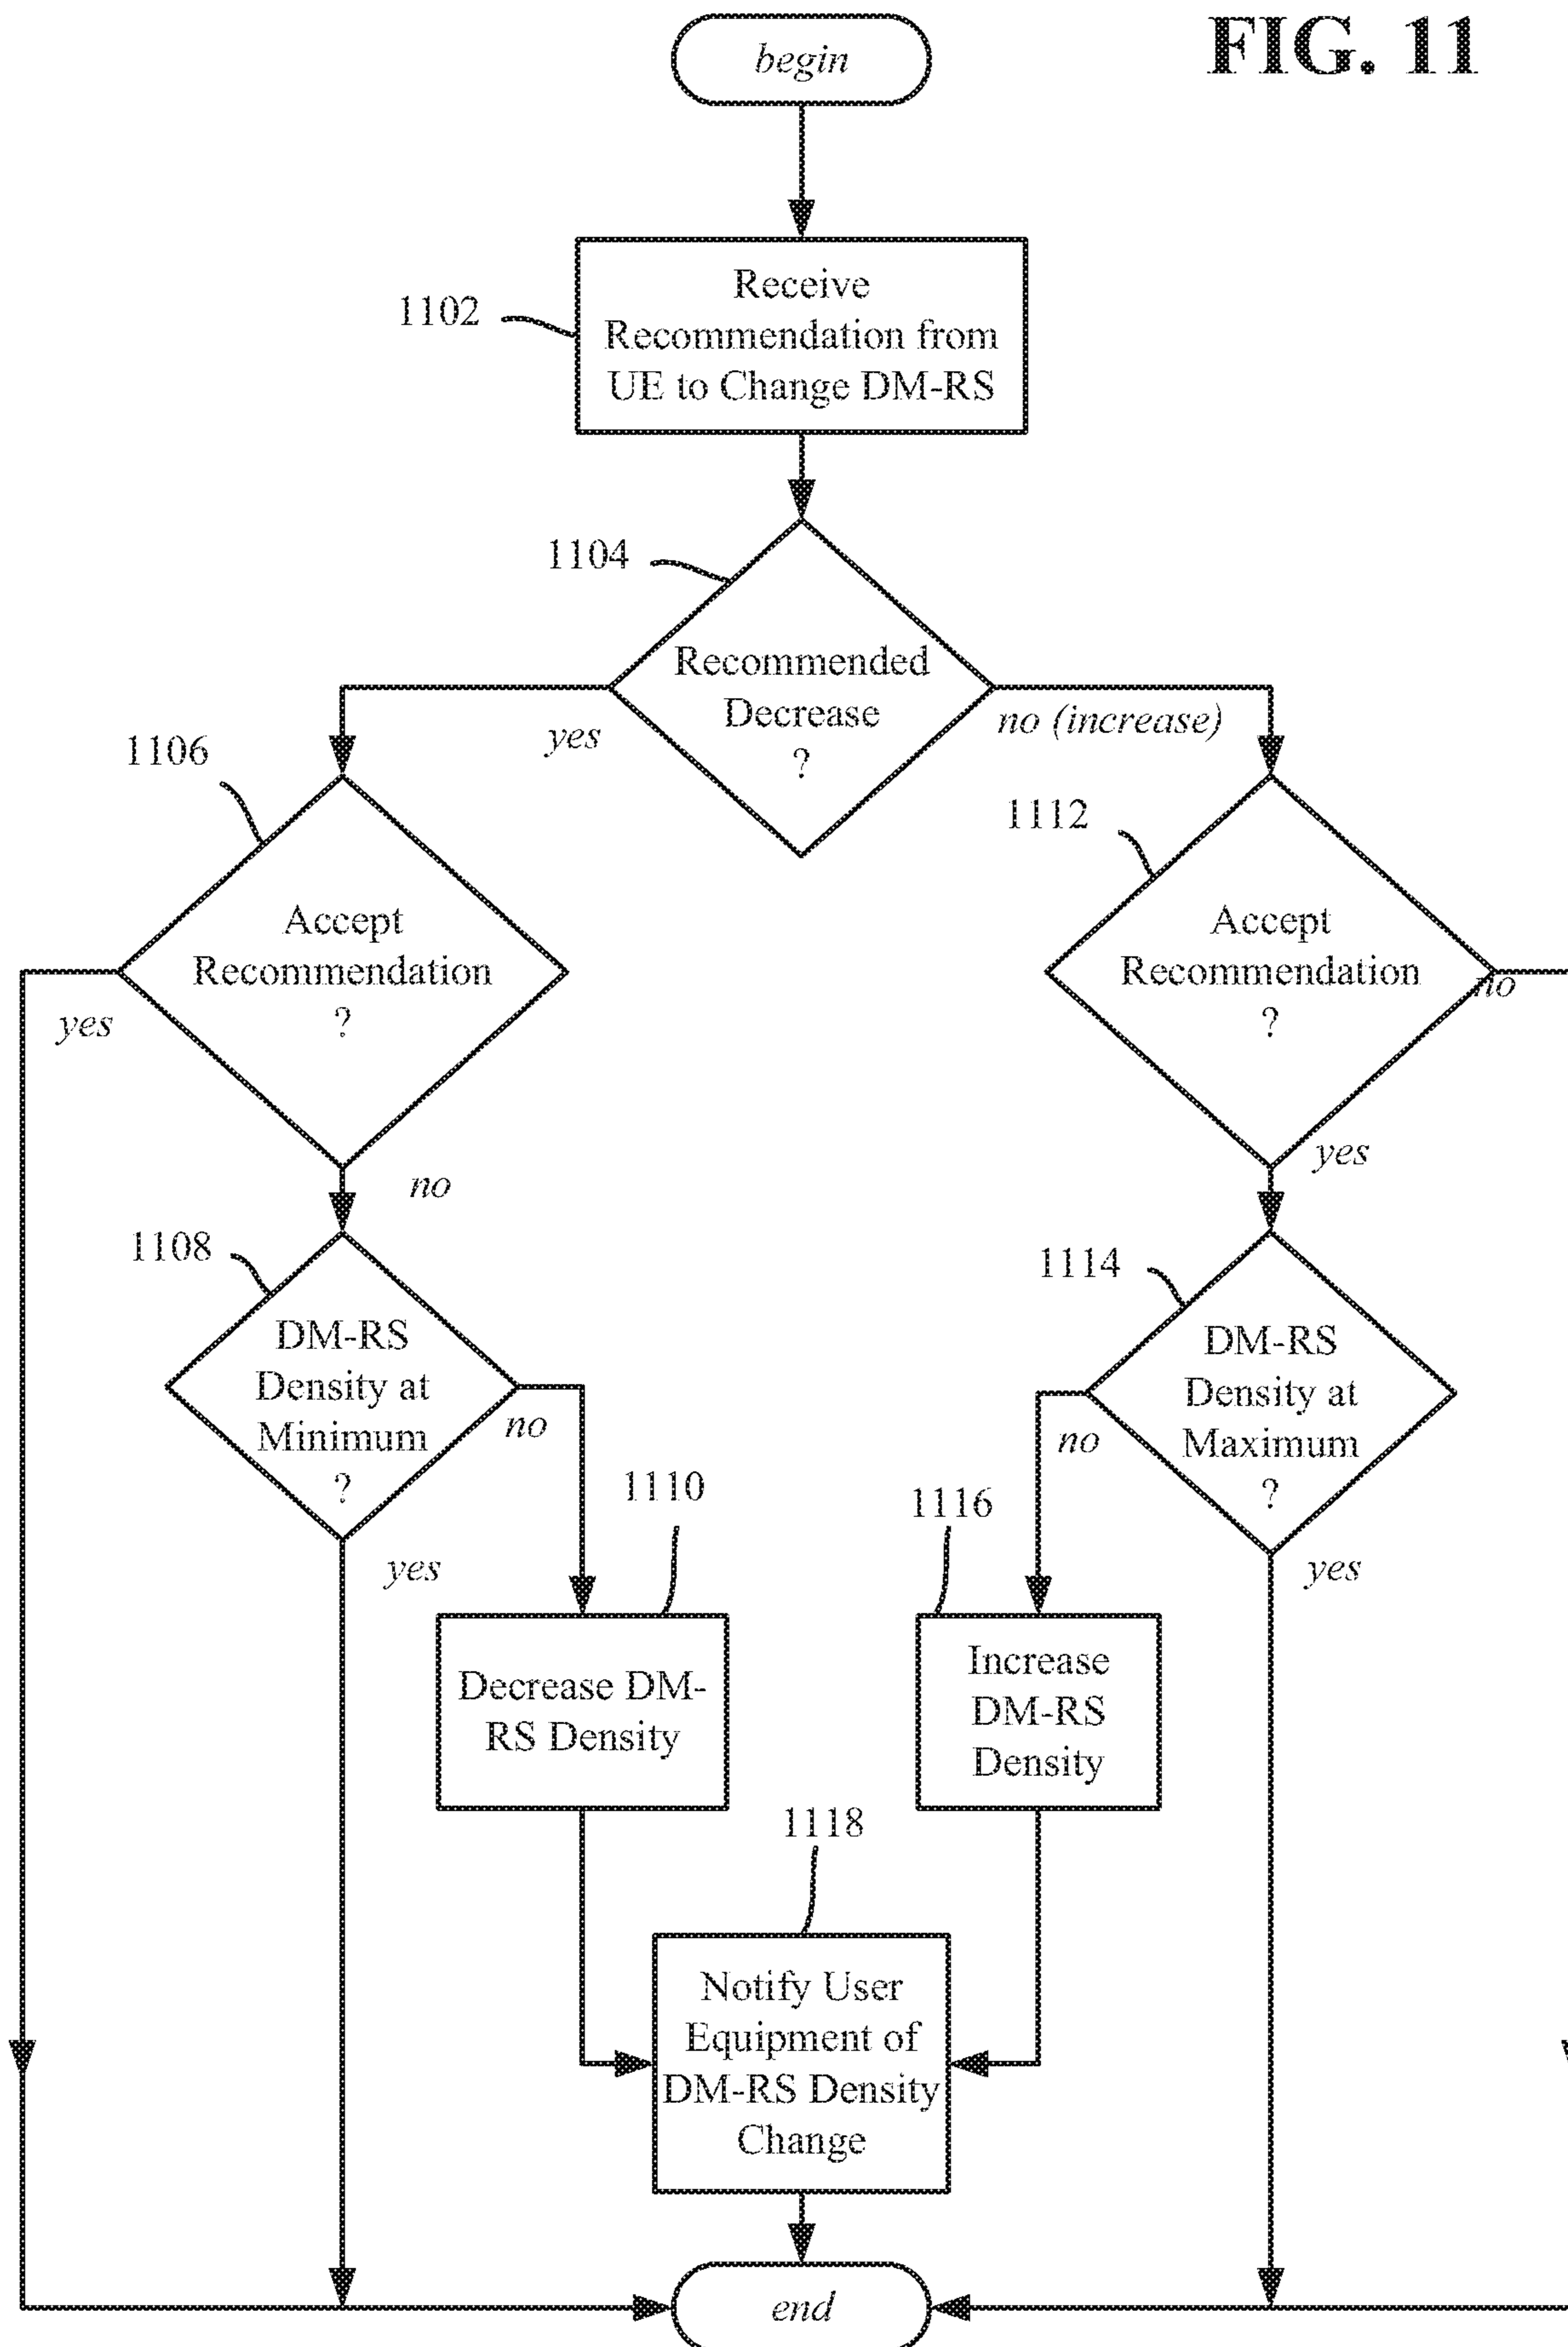 FIG. 11
begin
1102
Receive
Recommendation from
UE to Change DM-RS
1104
Recommended
Decrease
?
yes
no (increase)
1106
Accept
Recommendation
?
yes
no
1112
Accept
Recommendation
?
no
yes
1108
DM-RS
Density at
Minimum
?
no
yes
1114
DM-RS
Density at
Maximum
?
no
yes
1110
Decrease DM-
RS Density
1116
Increase
DM-RS
Density
1118
Notify User
Equipment of
DM-RS Density
Change
end